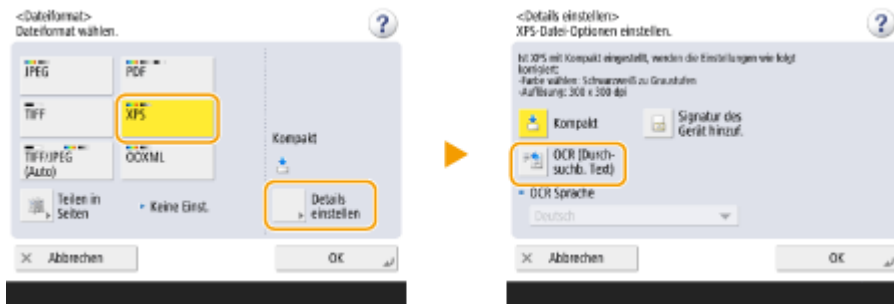 <Dateiformat>
Dateiformat wählen.
JPEG
PDF
TIFF
XPS
TIFF/JPEG
(Auto)
OOXML
Kompakt
Teilen in
Seiten
Keine Einst.
Details
einstellen
Abbrechen
OK
<Details einstellen>
XPS-Datei-Optionen einstellen.
Ist XPS mit Kompakt eingestellt, werden die Einstellungen wie folgt
korrigiert:
-Farbe wählen: Schwarzweiß zu Graustufen
-Auflösung: 300 x 300 dpi
Kompakt
Signatur des
Gerät hinzuf.
OCR (Durch-
suchb. Text)
OCR Sprache
Deutsch
Abbrechen
OK